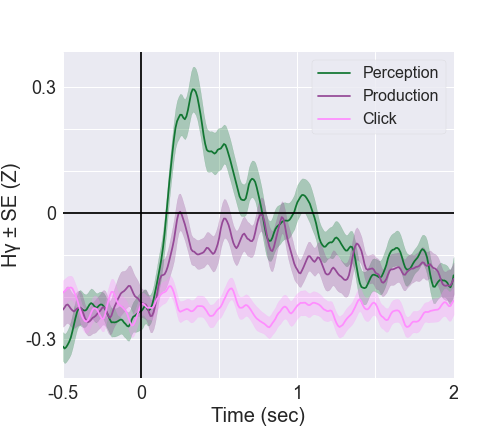 Perception
Production
Click
Hγ ± SE (Z)
0.3
0
-0.3
-0.5 0 1 2
Time (sec)